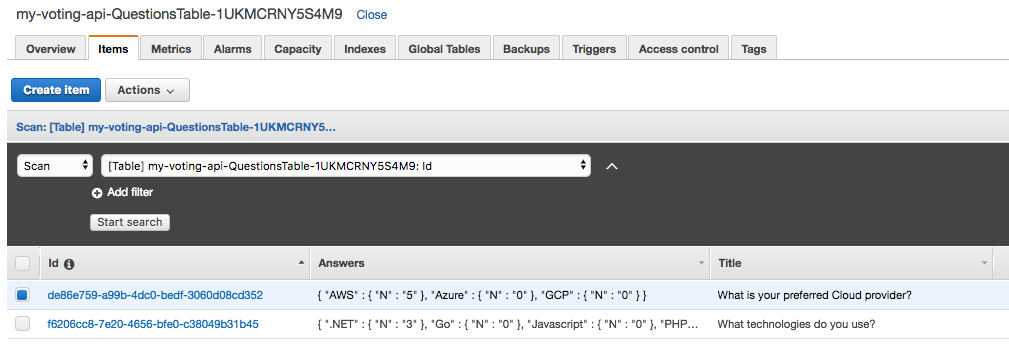 my-voting-api-QuestionsTable-1UKMCRNY5S4M9 Close
Overview Items Metrics Alarms Capacity Indexes Global Tables Backups Triggers Access control Tags
Create item Actions
Scan: [Table] my-voting-api-QuestionsTable-1UKMCRNY5...
Scan [Table] my-voting-api-QuestionsTable-1UKMCRNY5S4M9: Id
Add filter
Start search
Id Answers Title
de86e759-a99b-4dc0-bedf-3060d08cd352 { "AWS" : { "N" : "5" }, "Azure" : { "N" : "0" }, "GCP" : { "N" : "0" } } What is your preferred Cloud provider?
f6206cc8-7e20-4656-bfe0-c38049b31b45 { ".NET" : { "N" : "3" }, "Go" : { "N" : "0" }, "Javascript" : { "N" : "0" }, "PHP... What technologies do you use?